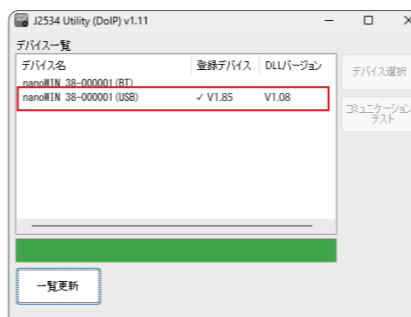 J2534 Utility (DoIP) v1.11
デバイス一覧
デバイス名 登録デバイス DLLバージョン
nanoWIN 38-000001(BT)
nanoWIN 38-000001(USB) ✓ V1.85 V1.08
デバイス選択
コミュニケーション
テスト
一覧更新